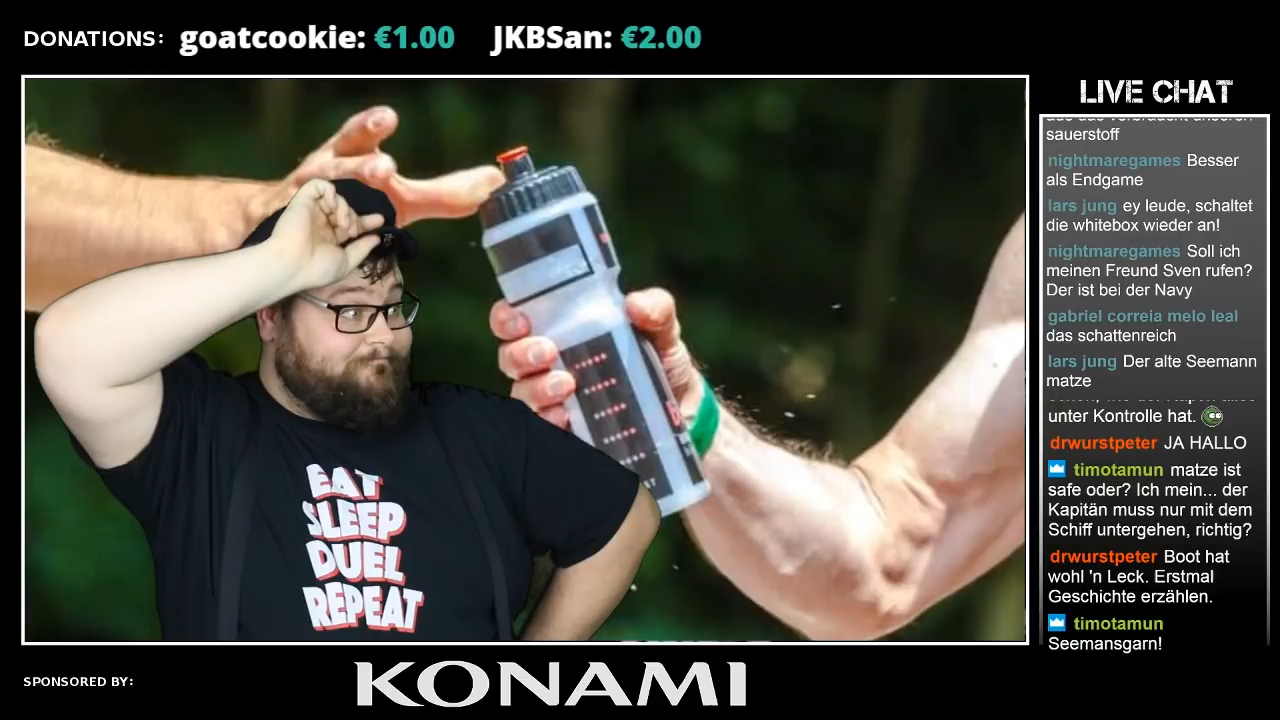 DONATIONS: goatcookie: €1.00 JKBSan: €2.00
LIVE CHAT
sauerstoff
nightmaregames Besser
als Endgame
lars jung ey leude, schaltet
die whitebox wieder an!
nightmaregames Soll ich
meinen Freund Sven rufen?
Der ist bei der Navy
gabriel correia melo leal
das schattenreich
lars jung Der alte Seemann
matze
unter Kontrolle hat.
drwurstpeter JA HALLO
timotamun matze ist
safe oder? Ich mein... der
Kapitän muss nur mit dem
Schiff untergehen, richtig?
drwurstpeter Boot hat
wohl 'n Leck. Erstmal
Geschichte erzählen.
timotamun
Seemansgarn!
EAT
SLEEP
DUEL
REPEAT
SPONSORED BY:
KONAMI